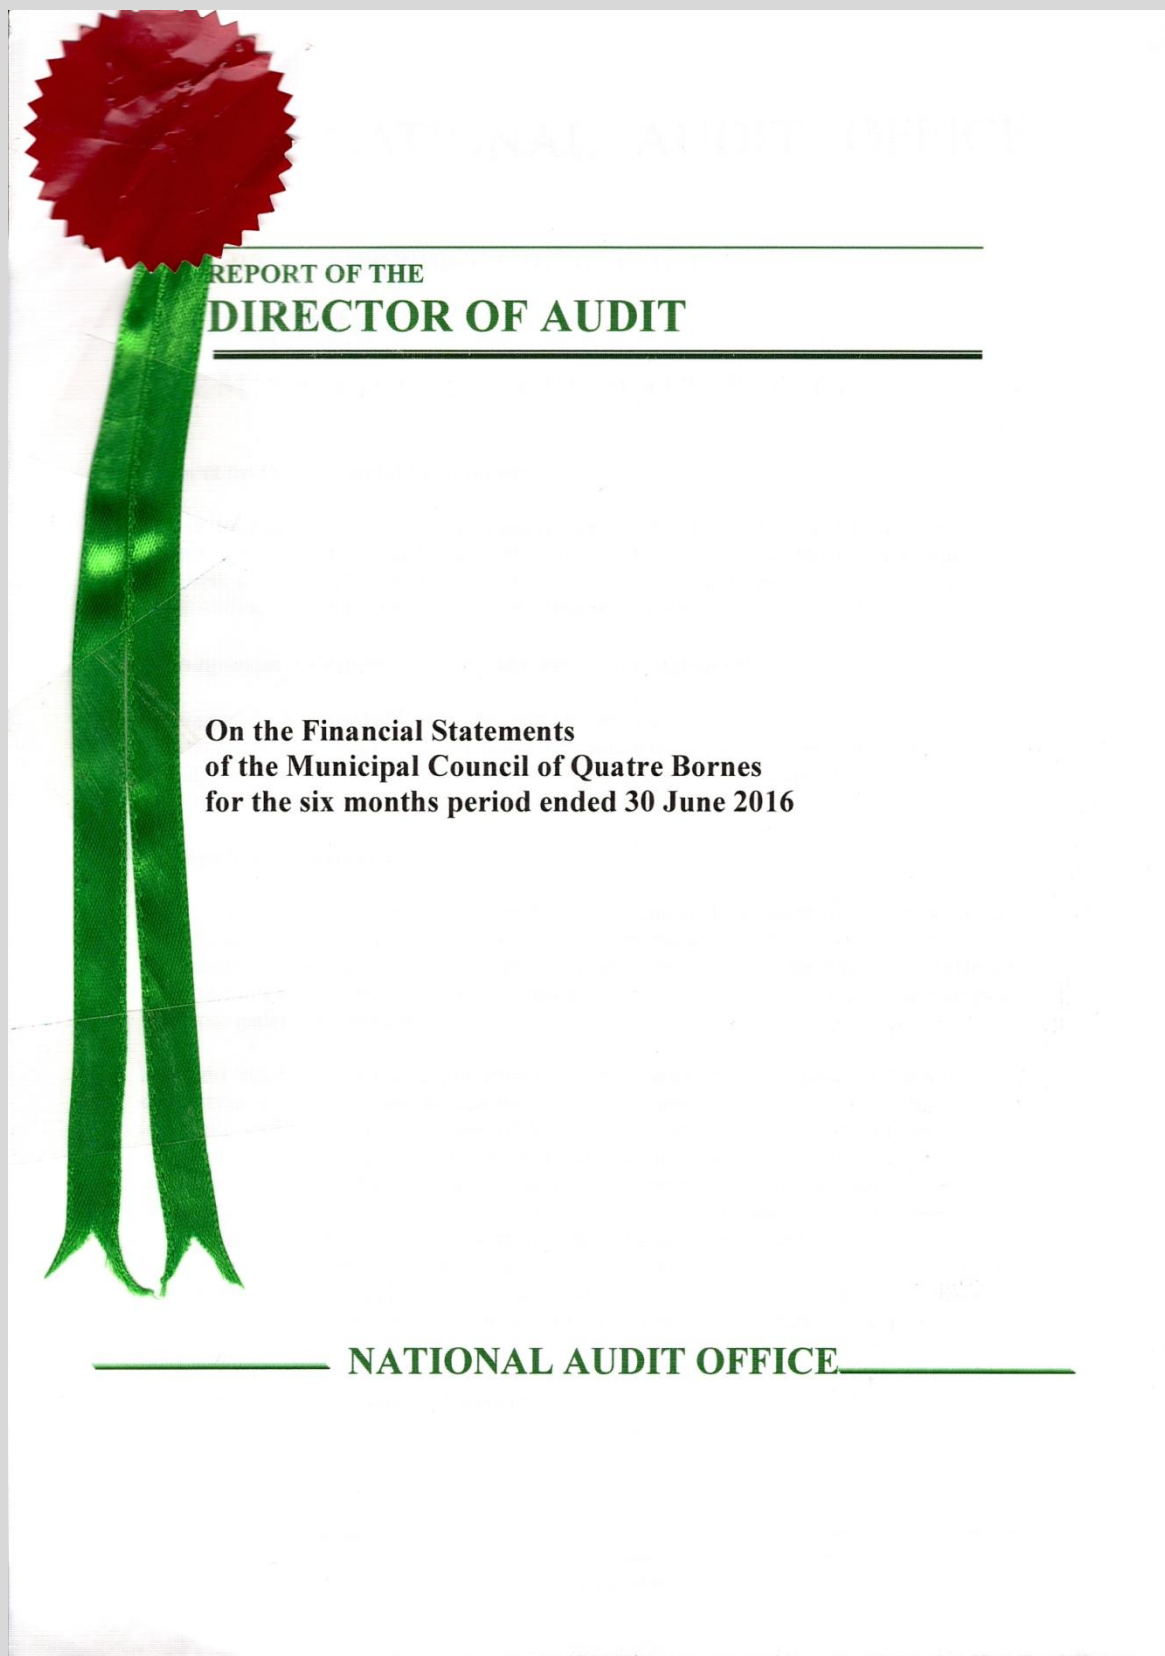 REPORT OF THE
DIRECTOR OF AUDIT
On the Financial Statements
of the Municipal Council of Quatre Bornes
for the six months period ended 30 June 2016
NATIONAL AUDIT OFFICE